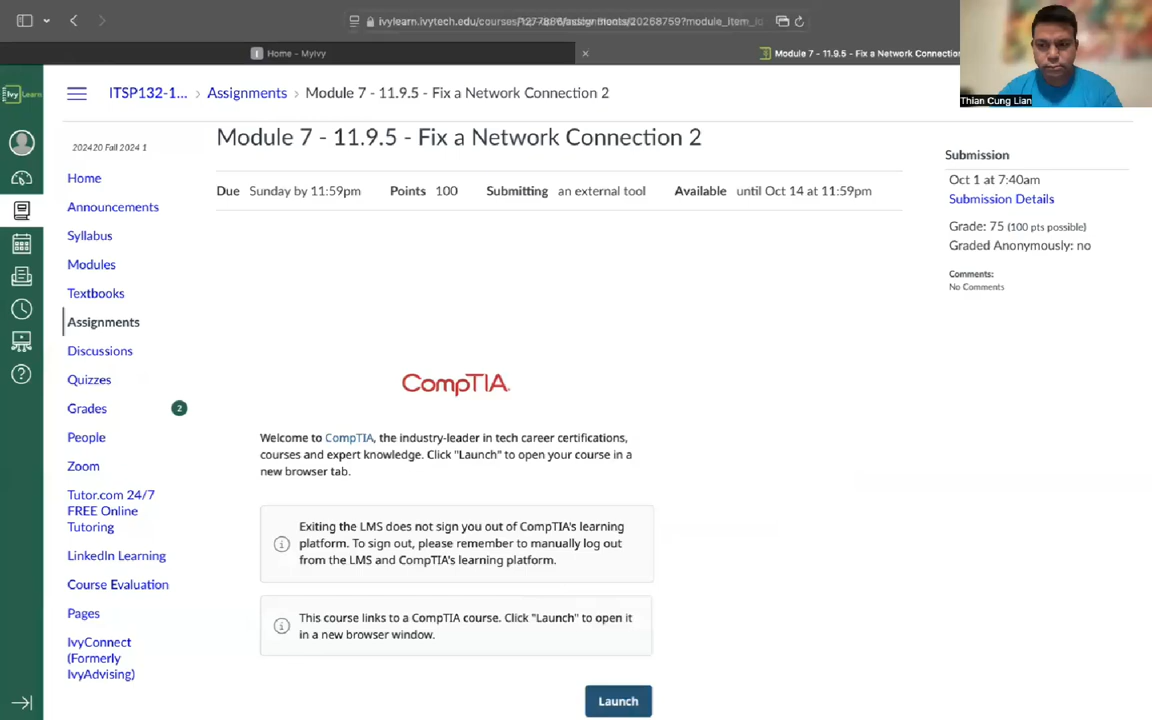 ivylearn.ivytech.edu
Home - MyIvy
Module 7 - 11.9.5 - Fix a Network Connectio
Thian Cung Lian
Ivy Learn
ITSP132-1... › Assignments › Module 7 - 11.9.5 - Fix a Network Connection 2
202420 Fall 2024 1
Home
Announcements
Syllabus
Modules
Textbooks
Assignments
Discussions
Quizzes
Grades
2
People
Zoom
Tutor.com 24/7
FREE Online
Tutoring
LinkedIn Learning
Course Evaluation
Pages
IvyConnect
(Formerly
IvyAdvising)
Module 7 - 11.9.5 - Fix a Network Connection 2
Due Sunday by 11:59pm Points 100 Submitting an external tool Available until Oct 14 at 11:59pm
CompTIA.
Welcome to CompTIA, the industry-leader in tech career certifications,
courses and expert knowledge. Click "Launch" to open your course in a
new browser tab.
Exiting the LMS does not sign you out of CompTIA's learning
platform. To sign out, please remember to manually log out
from the LMS and CompTIA's learning platform.
This course links to a CompTIA course. Click "Launch" to open it
in a new browser window.
Launch
Submission
Oct 1 at 7:40am
Submission Details
Grade: 75 (100 pts possible)
Graded Anonymously: no
Comments:
No Comments